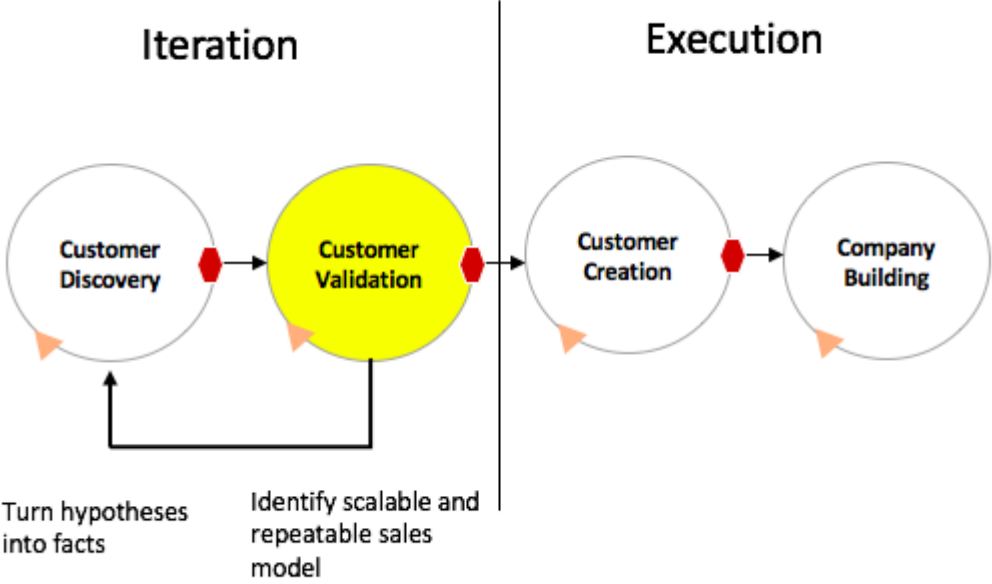 Iteration
Execution
Customer
Discovery
Customer
Validation
Customer
Creation
Company
Building
Turn hypotheses
into facts
Identify scalable and
repeatable sales
model